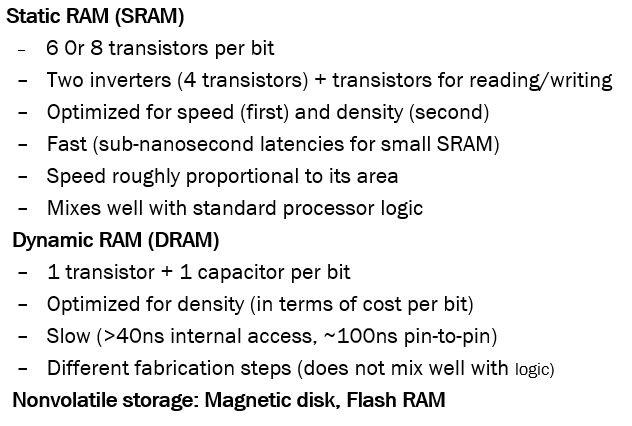 Static RAM (SRAM)
– 6 Or 8 transistors per bit
– Two inverters (4 transistors) + transistors for reading/writing
– Optimized for speed (first) and density (second)
– Fast (sub-nanosecond latencies for small SRAM)
– Speed roughly proportional to its area
– Mixes well with standard processor logic
Dynamic RAM (DRAM)
– 1 transistor + 1 capacitor per bit
– Optimized for density (in terms of cost per bit)
– Slow (>40ns internal access, ~100ns pin-to-pin)
– Different fabrication steps (does not mix well with logic)
Nonvolatile storage: Magnetic disk, Flash RAM